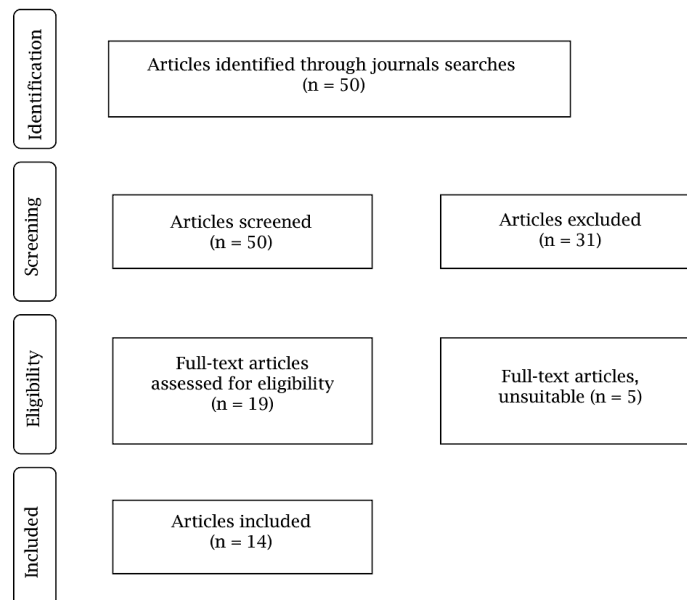 Identification
Articles identified through journals searches
(n = 50)
Screening
Articles screened
(n = 50)
Articles excluded
(n = 31)
Eligibility
Full-text articles
assessed for eligibility
(n = 19)
Full-text articles,
unsuitable (n = 5)
Included
Articles included
(n = 14)